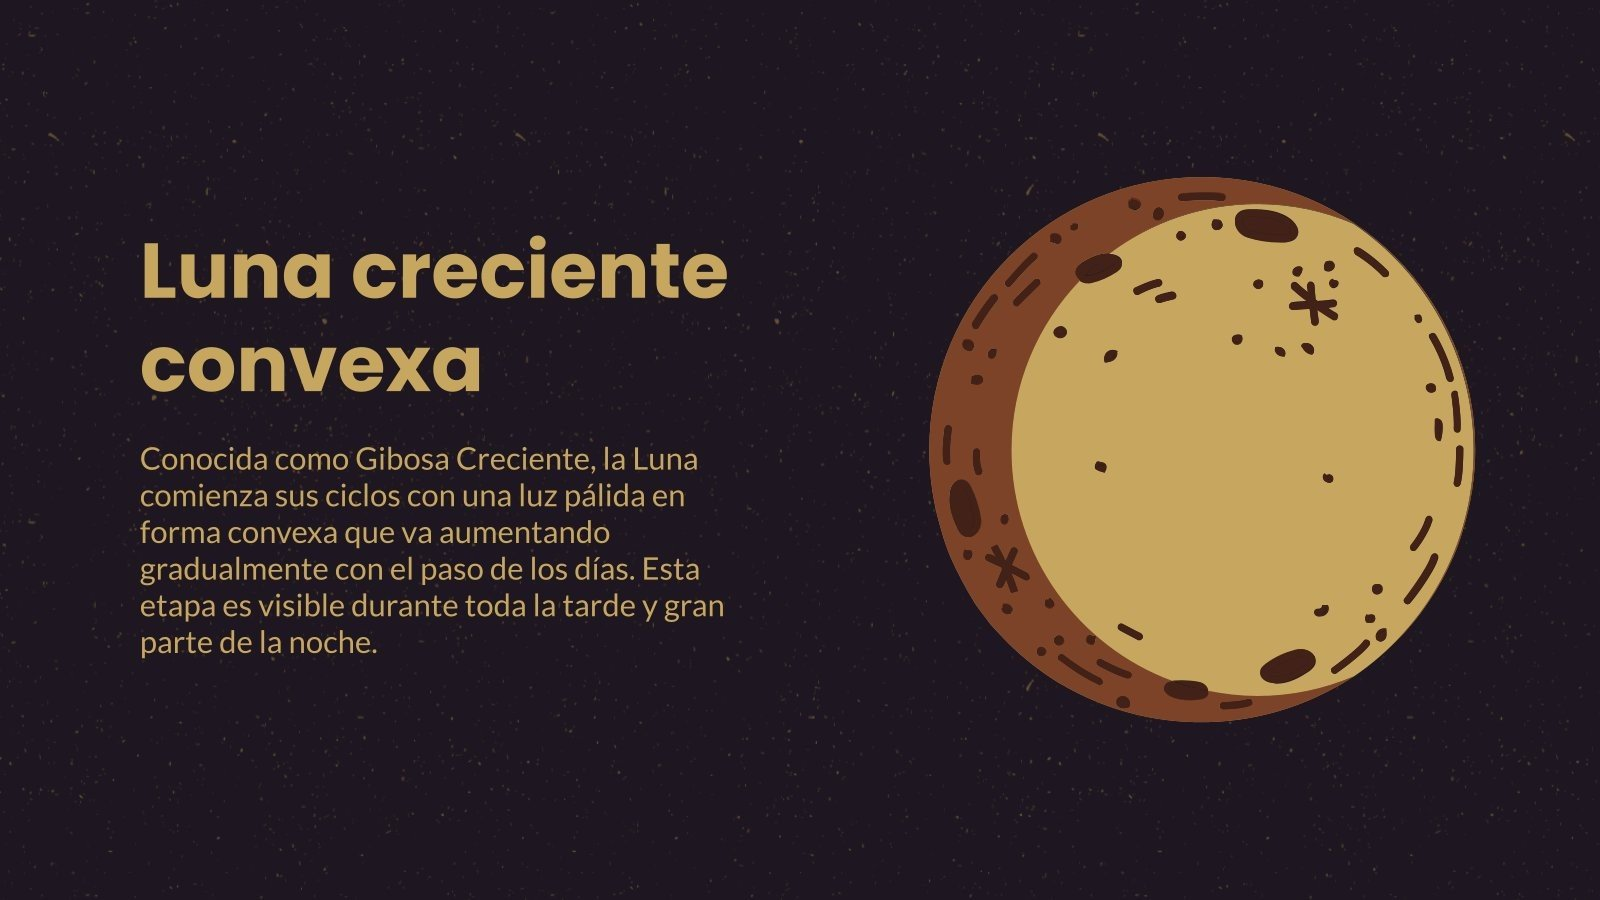 Luna creciente
convexa
Conocida como Gibosa Creciente, la Luna
comienza sus ciclos con una luz pálida en
forma convexa que va aumentando
gradualmente con el paso de los días. Esta
etapa es visible durante toda la tarde y gran
parte de la noche.